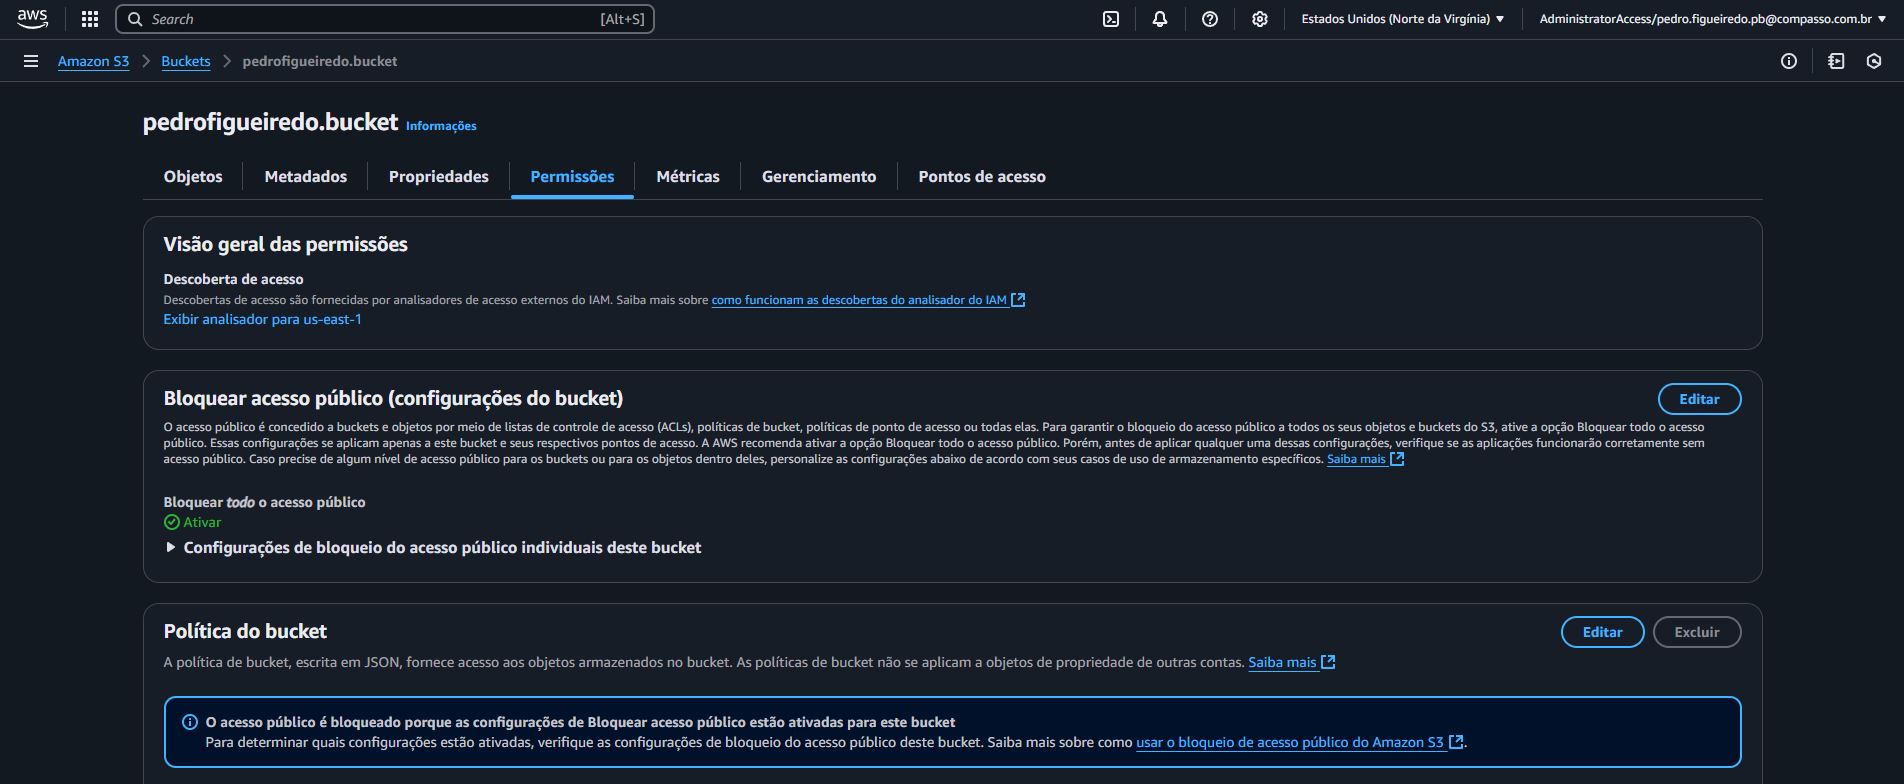 aws
Search [Alt+S]
Estados Unidos (Norte da Virgínia)
AdministratorAccess/pedro.figueiredo.pb@compasso.com.br
Amazon S3 Buckets pedrofigueiredo.bucket
pedrofigueiredo.bucket Informações
Objetos Metadados Propriedades Permissões Métricas Gerenciamento Pontos de acesso
Visão geral das permissões
Descoberta de acesso
Descobertas de acesso são fornecidas por analisadores de acesso externos do IAM. Saiba mais sobre como funcionam as descobertas do analisador do IAM
Exibir analisador para us-east-1
Bloquear acesso público (configurações do bucket)
Editar
O acesso público é concedido a buckets e objetos por meio de listas de controle de acesso (ACLs), políticas de bucket, políticas de ponto de acesso ou todas elas. Para garantir o bloqueio do acesso público a todos os seus objetos e buckets do S3, ative a opção Bloquear todo o acesso
público. Essas configurações se aplicam apenas a este bucket e seus respectivos pontos de acesso. A AWS recomenda ativar a opção Bloquear todo o acesso público. Porém, antes de aplicar qualquer uma dessas configurações, verifique se as aplicações funcionarão corretamente sem
acesso público. Caso precise de algum nível de acesso público para os buckets ou para os objetos dentro deles, personalize as configurações abaixo de acordo com seus casos de uso de armazenamento específicos. Saiba mais
Bloquear todo o acesso público
Ativar
Configurações de bloqueio do acesso público individuais deste bucket
Política do bucket
Editar Excluir
A política de bucket, escrita em JSON, fornece acesso aos objetos armazenados no bucket. As políticas de bucket não se aplicam a objetos de propriedade de outras contas. Saiba mais
O acesso público é bloqueado porque as configurações de Bloquear acesso público estão ativadas para este bucket
Para determinar quais configurações estão ativadas, verifique as configurações de bloqueio do acesso público deste bucket. Saiba mais sobre como usar o bloqueio de acesso público do Amazon S3.